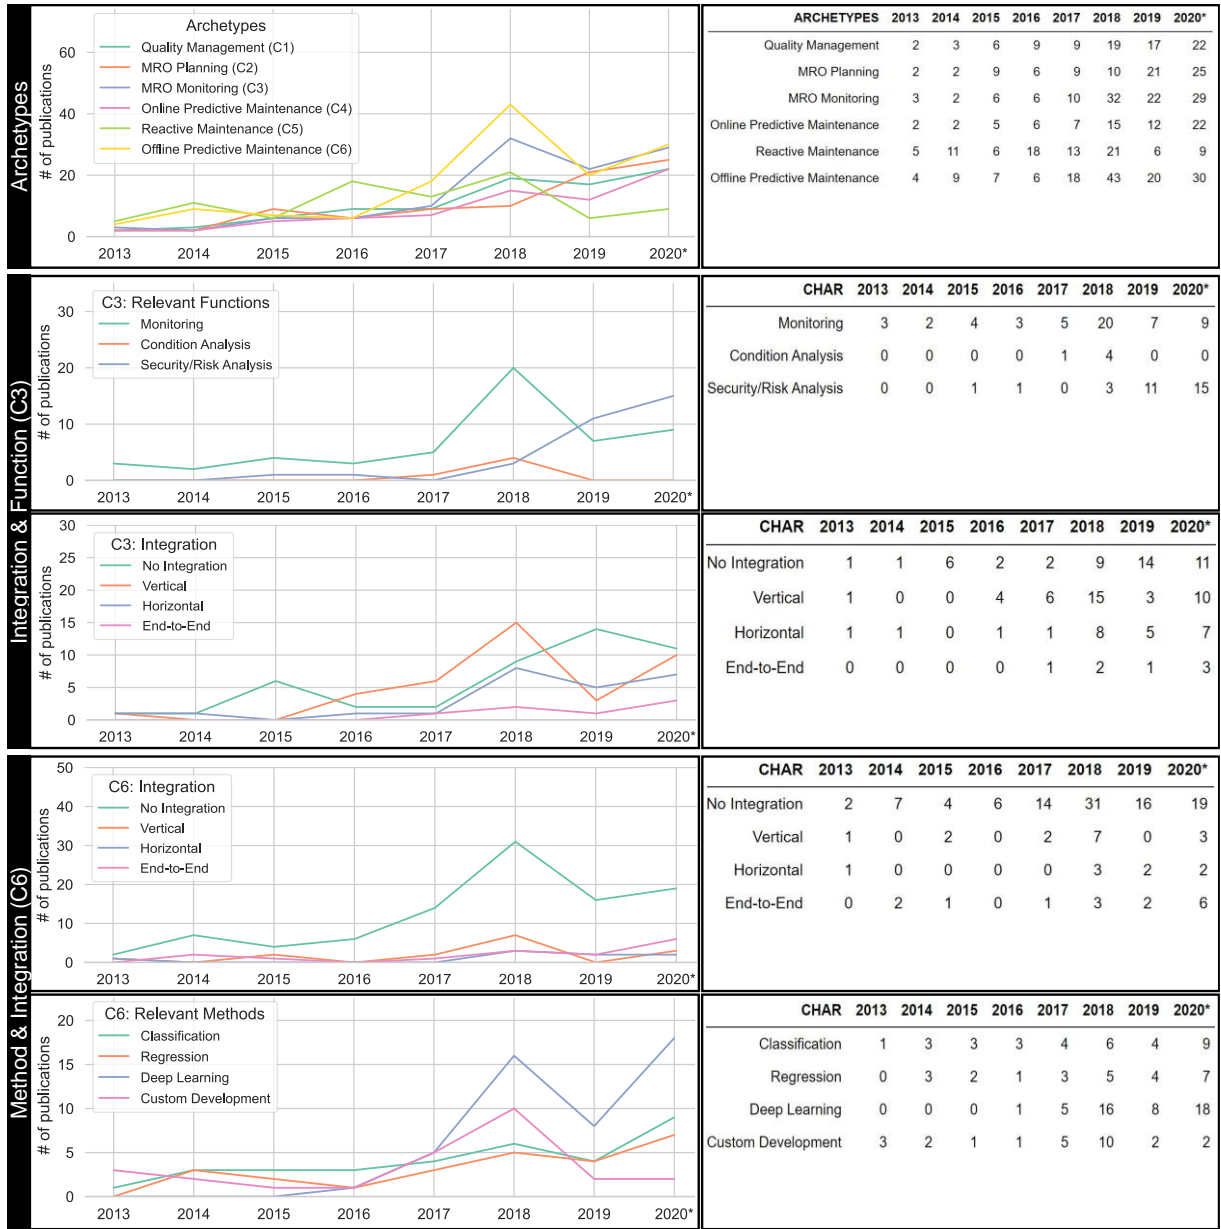 Archetypes
# of publications
60
40
20
0
Archetypes
Quality Management (C1)
MRO Planning (C2)
MRO Monitoring (C3)
Online Predictive Maintenance (C4)
Reactive Maintenance (C5)
Offline Predictive Maintenance (C6)
2013 2014 2015 2016 2017 2018 2019 2020*
ARCHETYPES 2013 2014 2015 2016 2017 2018 2019 2020*
Quality Management 2 3 6 9 9 19 17 22
MRO Planning 2 2 9 6 9 10 21 25
MRO Monitoring 3 2 6 6 10 32 22 29
Online Predictive Maintenance 2 2 5 6 7 15 12 22
Reactive Maintenance 5 11 6 18 13 21 6 9
Offline Predictive Maintenance 4 9 7 6 18 43 20 30
Integration & Function (C3)
# of publications
30
20
10
0
C3: Relevant Functions
Monitoring
Condition Analysis
Security/Risk Analysis
2013 2014 2015 2016 2017 2018 2019 2020*
CHAR 2013 2014 2015 2016 2017 2018 2019 2020*
Monitoring 3 2 4 3 5 20 7 9
Condition Analysis 0 0 0 0 1 4 0 0
Security/Risk Analysis 0 0 1 1 0 3 11 15
# of publications
30
25
20
15
10
5
0
C3: Integration
No Integration
Vertical
Horizontal
End-to-End
2013 2014 2015 2016 2017 2018 2019 2020*
CHAR 2013 2014 2015 2016 2017 2018 2019 2020*
No Integration 1 1 6 2 2 9 14 11
Vertical 1 0 0 4 6 15 3 10
Horizontal 1 1 0 1 1 8 5 7
End-to-End 0 0 0 0 1 2 1 3
Method & Integration (C6)
# of publications
50
40
30
20
10
0
C6: Integration
No Integration
Vertical
Horizontal
End-to-End
2013 2014 2015 2016 2017 2018 2019 2020*
CHAR 2013 2014 2015 2016 2017 2018 2019 2020*
No Integration 2 7 4 6 14 31 16 19
Vertical 1 0 2 0 2 7 0 3
Horizontal 1 0 0 0 0 3 2 2
End-to-End 0 2 1 0 1 3 2 6
# of publications
20
15
10
5
0
C6: Relevant Methods
Classification
Regression
Deep Learning
Custom Development
2013 2014 2015 2016 2017 2018 2019 2020*
CHAR 2013 2014 2015 2016 2017 2018 2019 2020*
Classification 1 3 3 3 4 6 4 9
Regression 0 3 2 1 3 5 4 7
Deep Learning 0 0 0 1 5 16 8 18
Custom Development 3 2 1 1 5 10 2 2